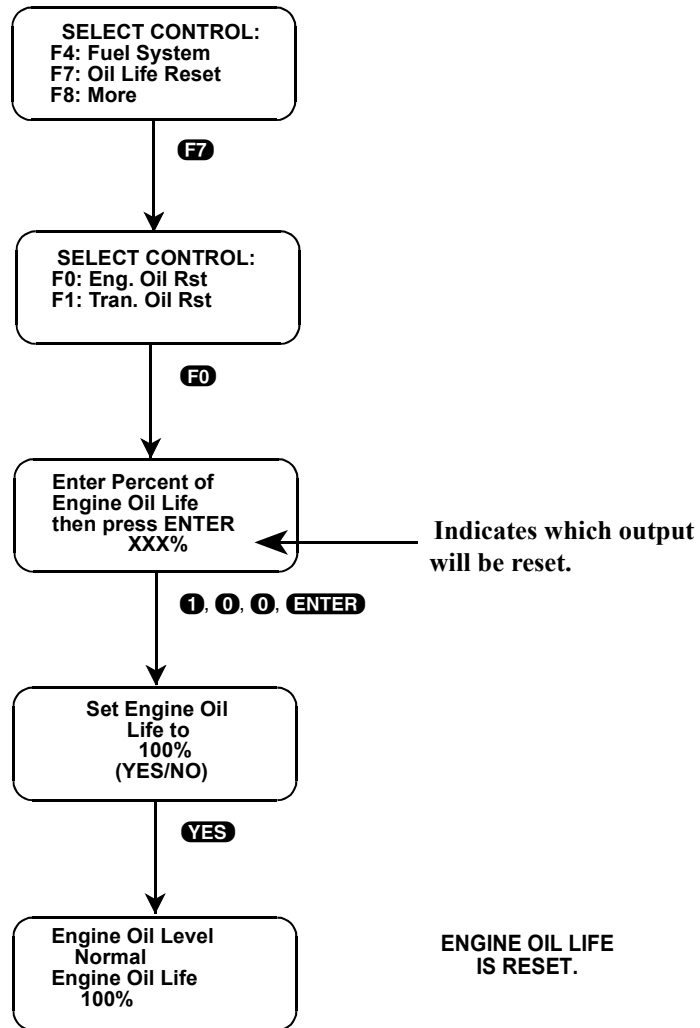 SELECT CONTROL:
F4: Fuel System
F7: Oil Life Reset
F8: More
F7
SELECT CONTROL:
F0: Eng. Oil Rst
F1: Tran. Oil Rst
F0
Enter Percent of
Engine Oil Life
then press ENTER
XXX%
Indicates which output
will be reset.
1, 0, 0, ENTER
Set Engine Oil
Life to
100%
(YES/NO)
YES
Engine Oil Level
Normal
Engine Oil Life
100%
ENGINE OIL LIFE
IS RESET.